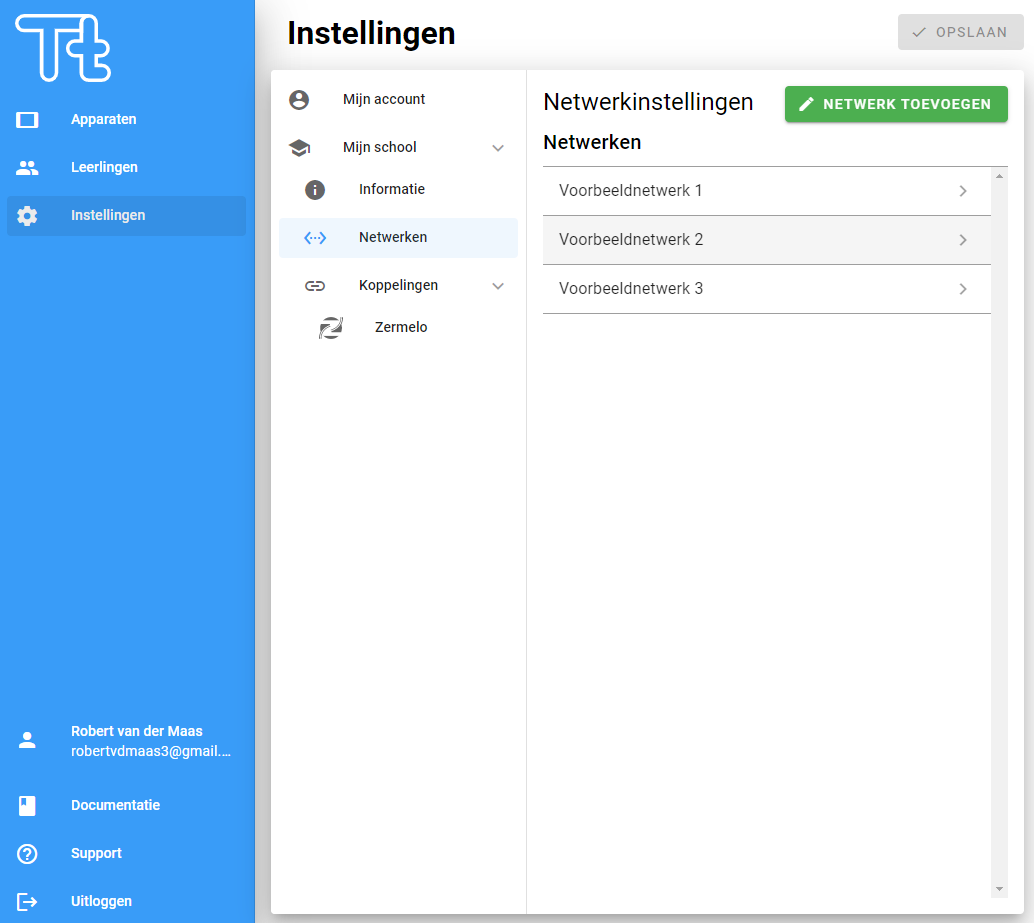 Tt
Apparaten
Leerlingen
Instellingen
Robert van der Maas
robertvdmaas3@gmail....
Documentatie
Support
Uitloggen
Instellingen
OPSLAAN
Mijn account
Mijn school
Informatie
Netwerken
Koppelingen
Zermelo
Netwerkinstellingen
NETWERK TOEVOEGEN
Netwerken
Voorbeeldnetwerk 1
Voorbeeldnetwerk 2
Voorbeeldnetwerk 3